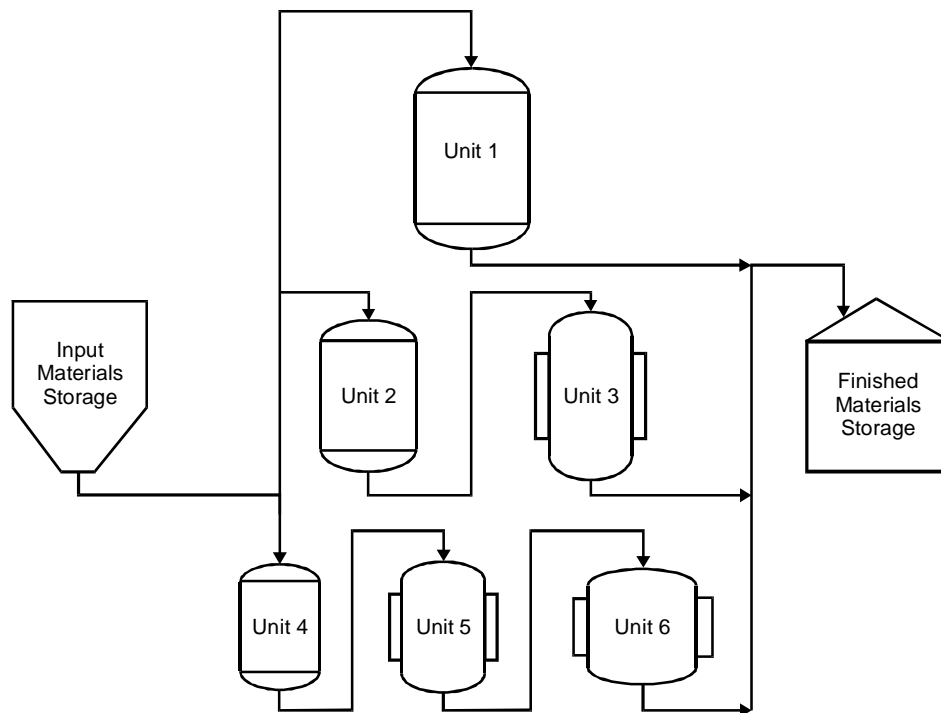 Unit 1
Input
Materials
Storage
Unit 2
Unit 3
Finished
Materials
Storage
Unit 4
Unit 5
Unit 6